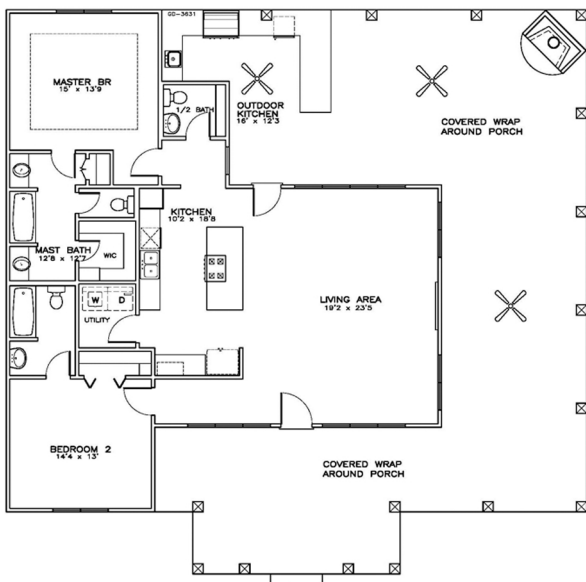 GD-3631
MASTER BR
15' x 13'9
1/2 BATH
OUTDOOR
KITCHEN
16' x 12'3
COVERED WRAP
AROUND PORCH
KITCHEN
10'2 x 18'8
MAST BATH
12'8 x 12'7
WIC
W D
UTILITY
LIVING AREA
19'2 x 23'5
BEDROOM 2
14'4 x 13'
COVERED WRAP
AROUND PORCH